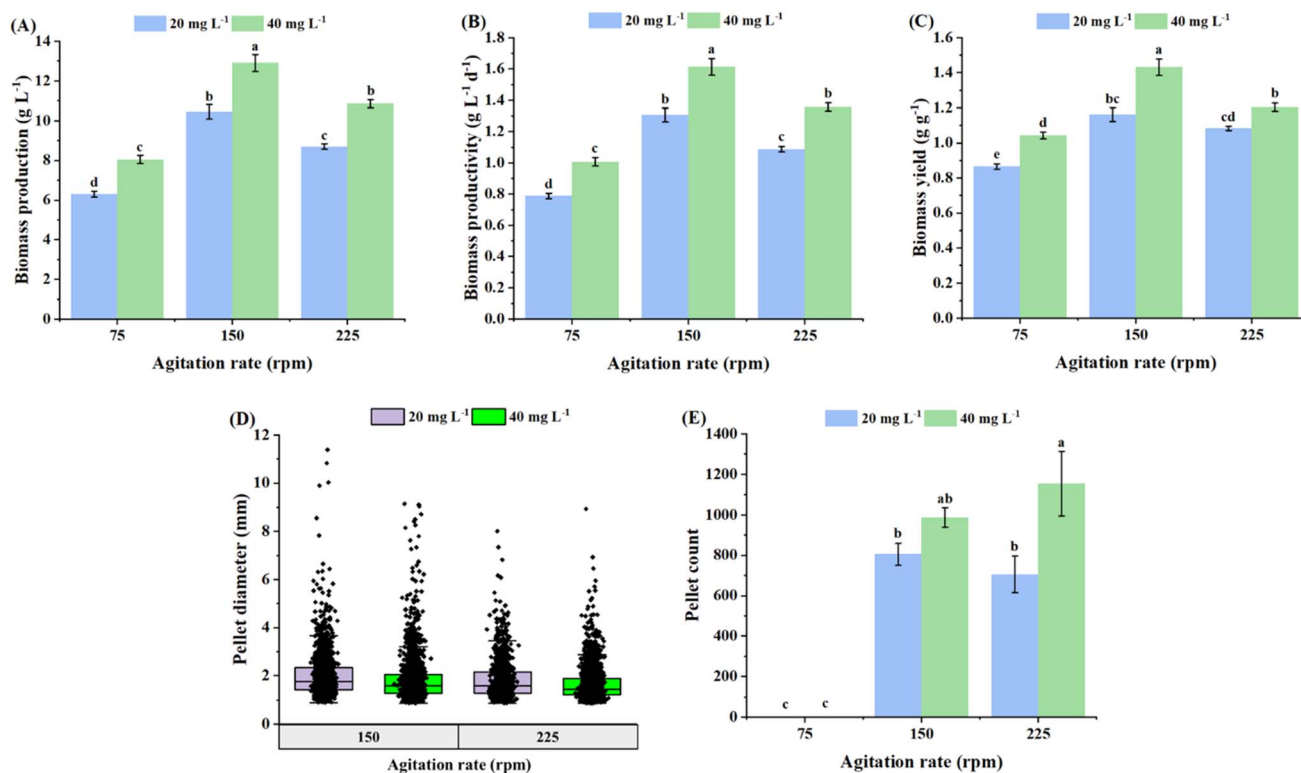 (A)
20 mg L⁻¹ 40 mg L⁻¹
Biomass production (g L⁻¹)
14
12
10
8
6
4
2
0
d
c
b
a
c
b
75 150 225
Agitation rate (rpm)
(B)
20 mg L⁻¹ 40 mg L⁻¹
Biomass productivity (g L⁻¹ d⁻¹)
1.8
1.6
1.4
1.2
1.0
0.8
0.6
0.4
0.2
0.0
d
c
b
a
c
b
75 150 225
Agitation rate (rpm)
(C)
20 mg L⁻¹ 40 mg L⁻¹
Biomass yield (g g⁻¹)
1.6
1.4
1.2
1.0
0.8
0.6
0.4
0.2
0.0
e
d
bc
a
cd
b
75 150 225
Agitation rate (rpm)
(D)
20 mg L⁻¹ 40 mg L⁻¹
Pellet diameter (mm)
12
10
8
6
4
2
0
150 225
Agitation rate (rpm)
(E)
20 mg L⁻¹ 40 mg L⁻¹
Pellet count
1400
1200
1000
800
600
400
200
0
c
c
b
ab
b
a
75 150 225
Agitation rate (rpm)